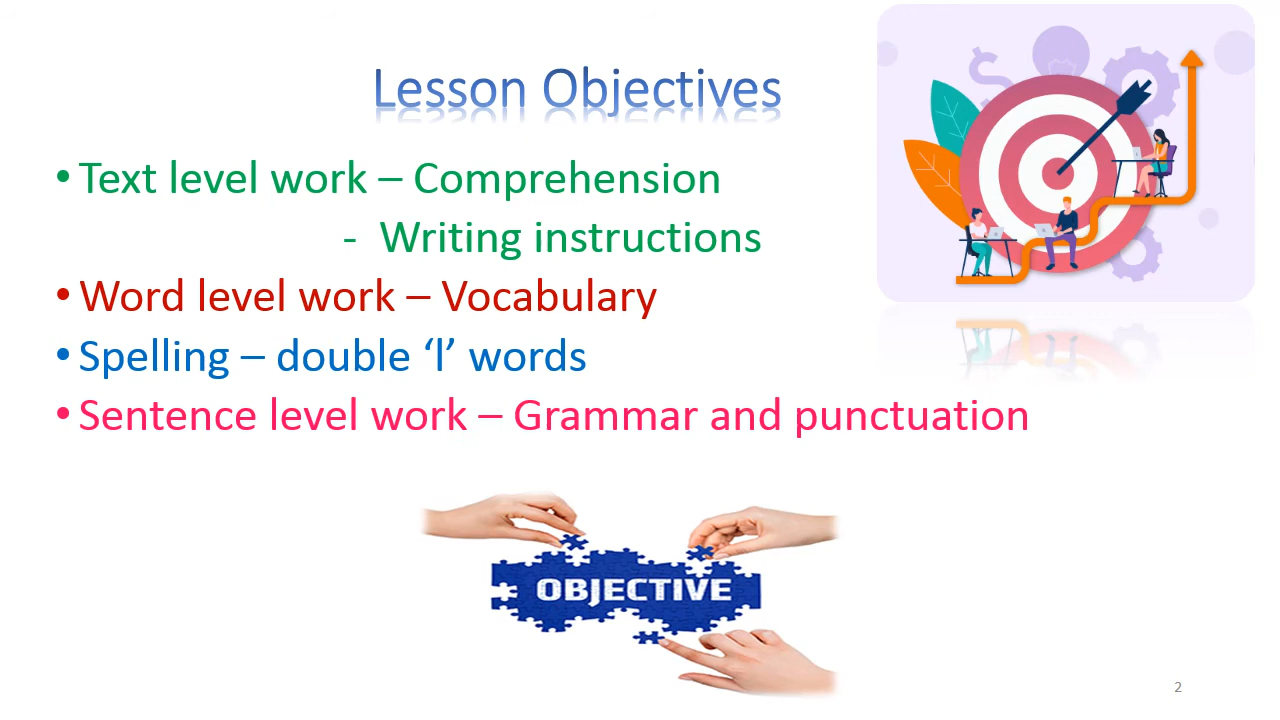 Lesson Objectives
• Text level work – Comprehension
- Writing instructions
• Word level work – Vocabulary
• Spelling – double ‘l’ words
• Sentence level work – Grammar and punctuation
OBJECTIVE
2